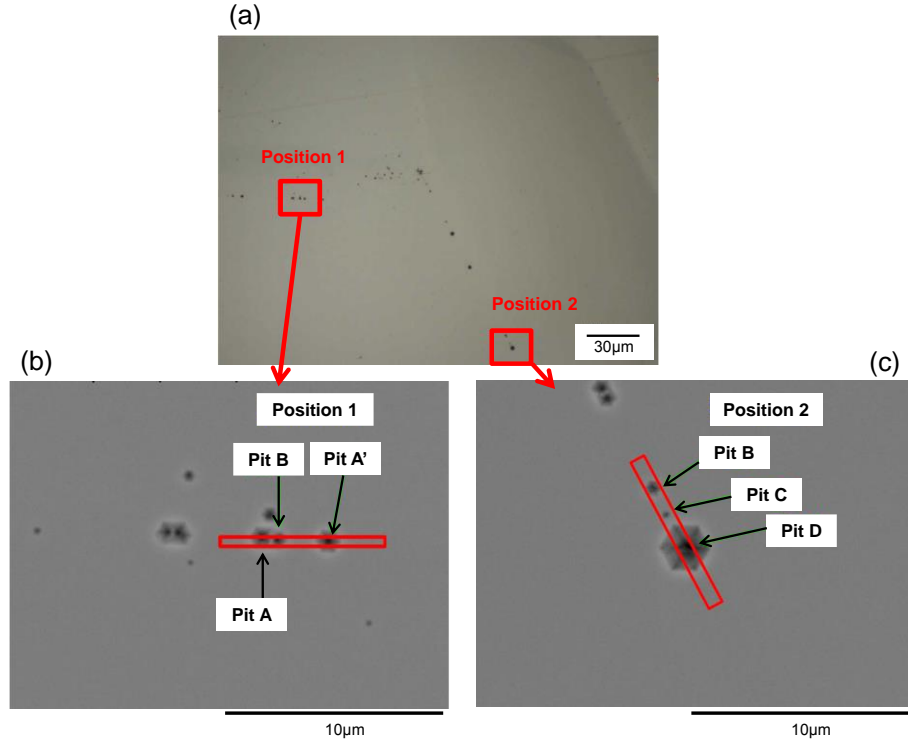 (a)
Position 1
Position 2
30μm
(b)
(c)
Position 1
Position 2
Pit B
Pit A’
Pit B
Pit C
Pit D
Pit A
10μm
10μm